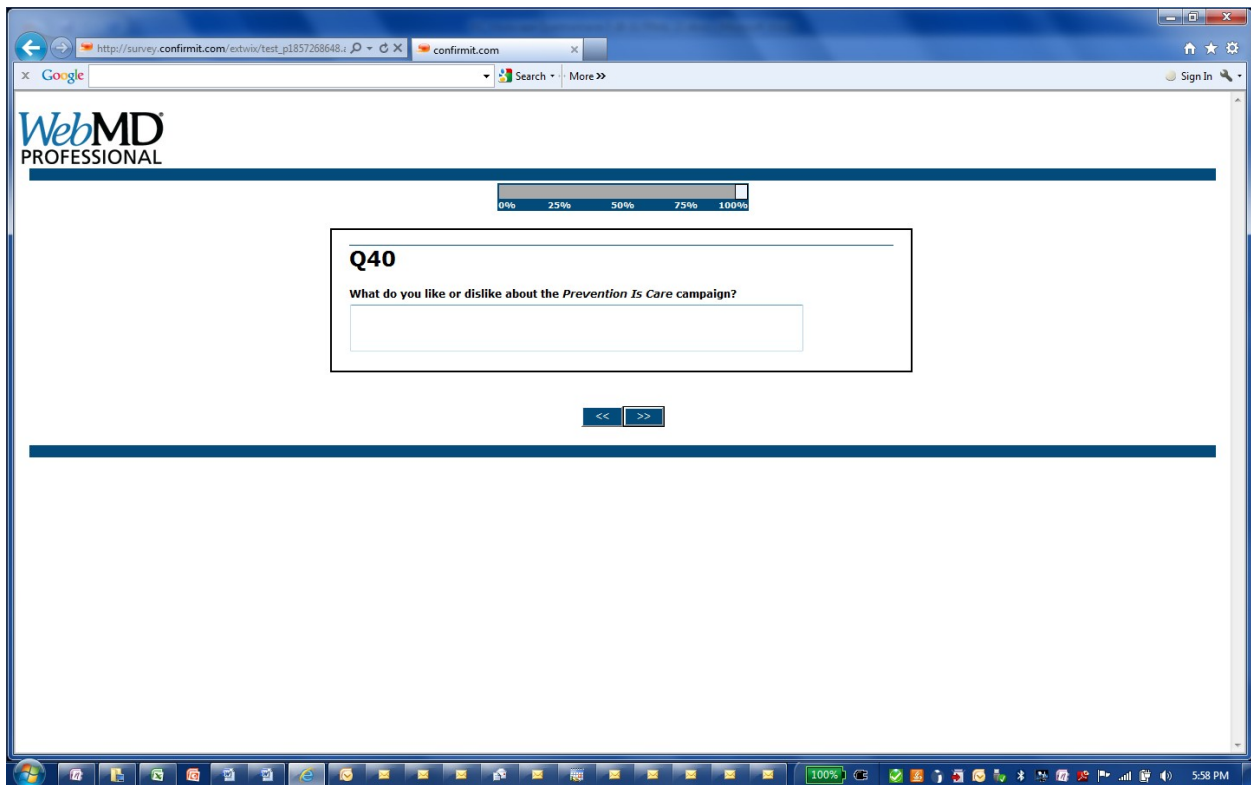 http://survey.confirmit.com/extwix/test_p1857268648.a
confirmit.com
x Google
Search
More >>
Sign In
WebMD
PROFESSIONAL
0% 25% 50% 75% 100%
Q40
What do you like or dislike about the Prevention Is Care campaign?
<< >>
100%
5:58 PM